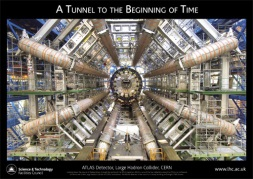 A Tunnel to the Beginning of Time
Science & Technology
Facilities Council
ATLAS Detector, Large Hadron Collider, CERN
www.lhc.ac.uk